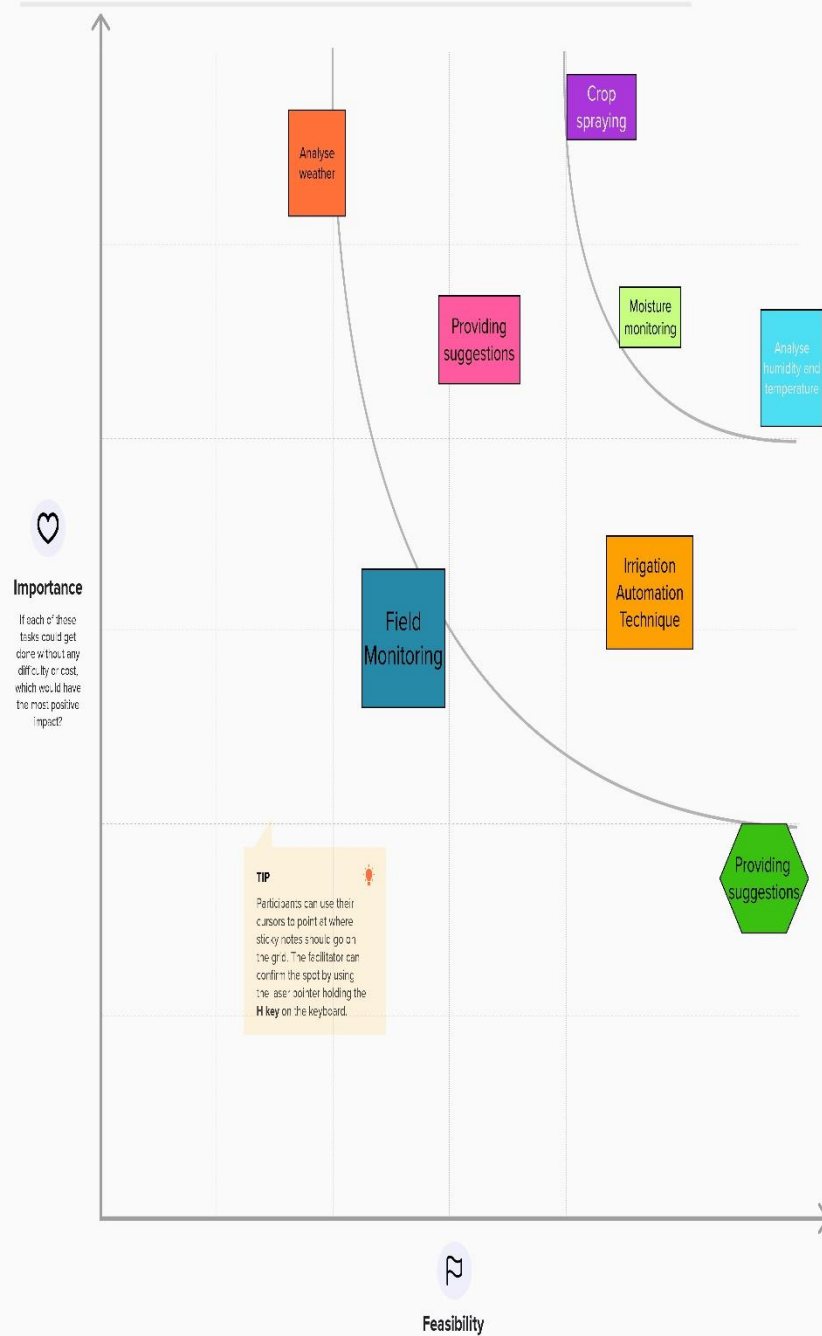 Crop
spraying
Analyse
weather
Providing
suggestions
Moisture
monitoring
Analyse
humidity and
temperature
Importance
If each of these
tasks could get
done without any
difficulty or cost,
which would have
the most positive
impact?
Irrigation
Automation
Technique
Field
Monitoring
Providing
suggestions
TIP
Participants can use their
cursors to point at where
sticky notes should go on
the grid. The facilitator can
confirm the spot by using
the laser pointer holding the
H key on the keyboard.
Feasibility